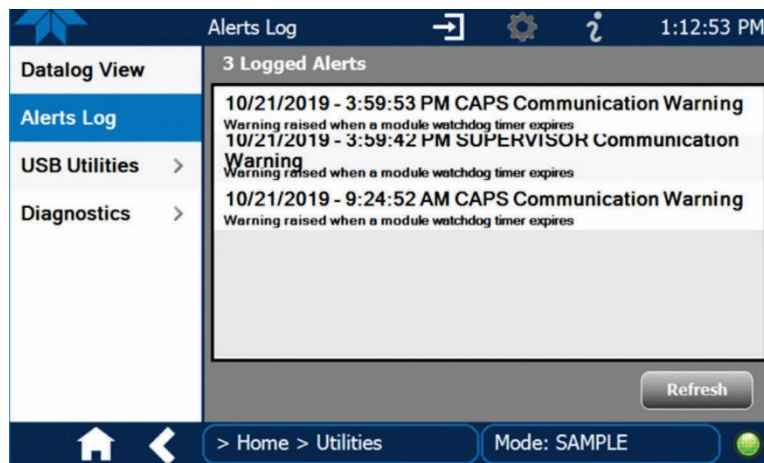 Alerts Log
1:12:53 PM
Datalog View
Alerts Log
USB Utilities >
Diagnostics >
3 Logged Alerts
10/21/2019 - 3:59:53 PM CAPS Communication Warning
Warning raised when a module watchdog timer expires
10/21/2019 - 3:59:42 PM SUPERVISOR Communication
Warning
Warning raised when a module watchdog timer expires
10/21/2019 - 9:24:52 AM CAPS Communication Warning
Warning raised when a module watchdog timer expires
Refresh
> Home > Utilities
Mode: SAMPLE